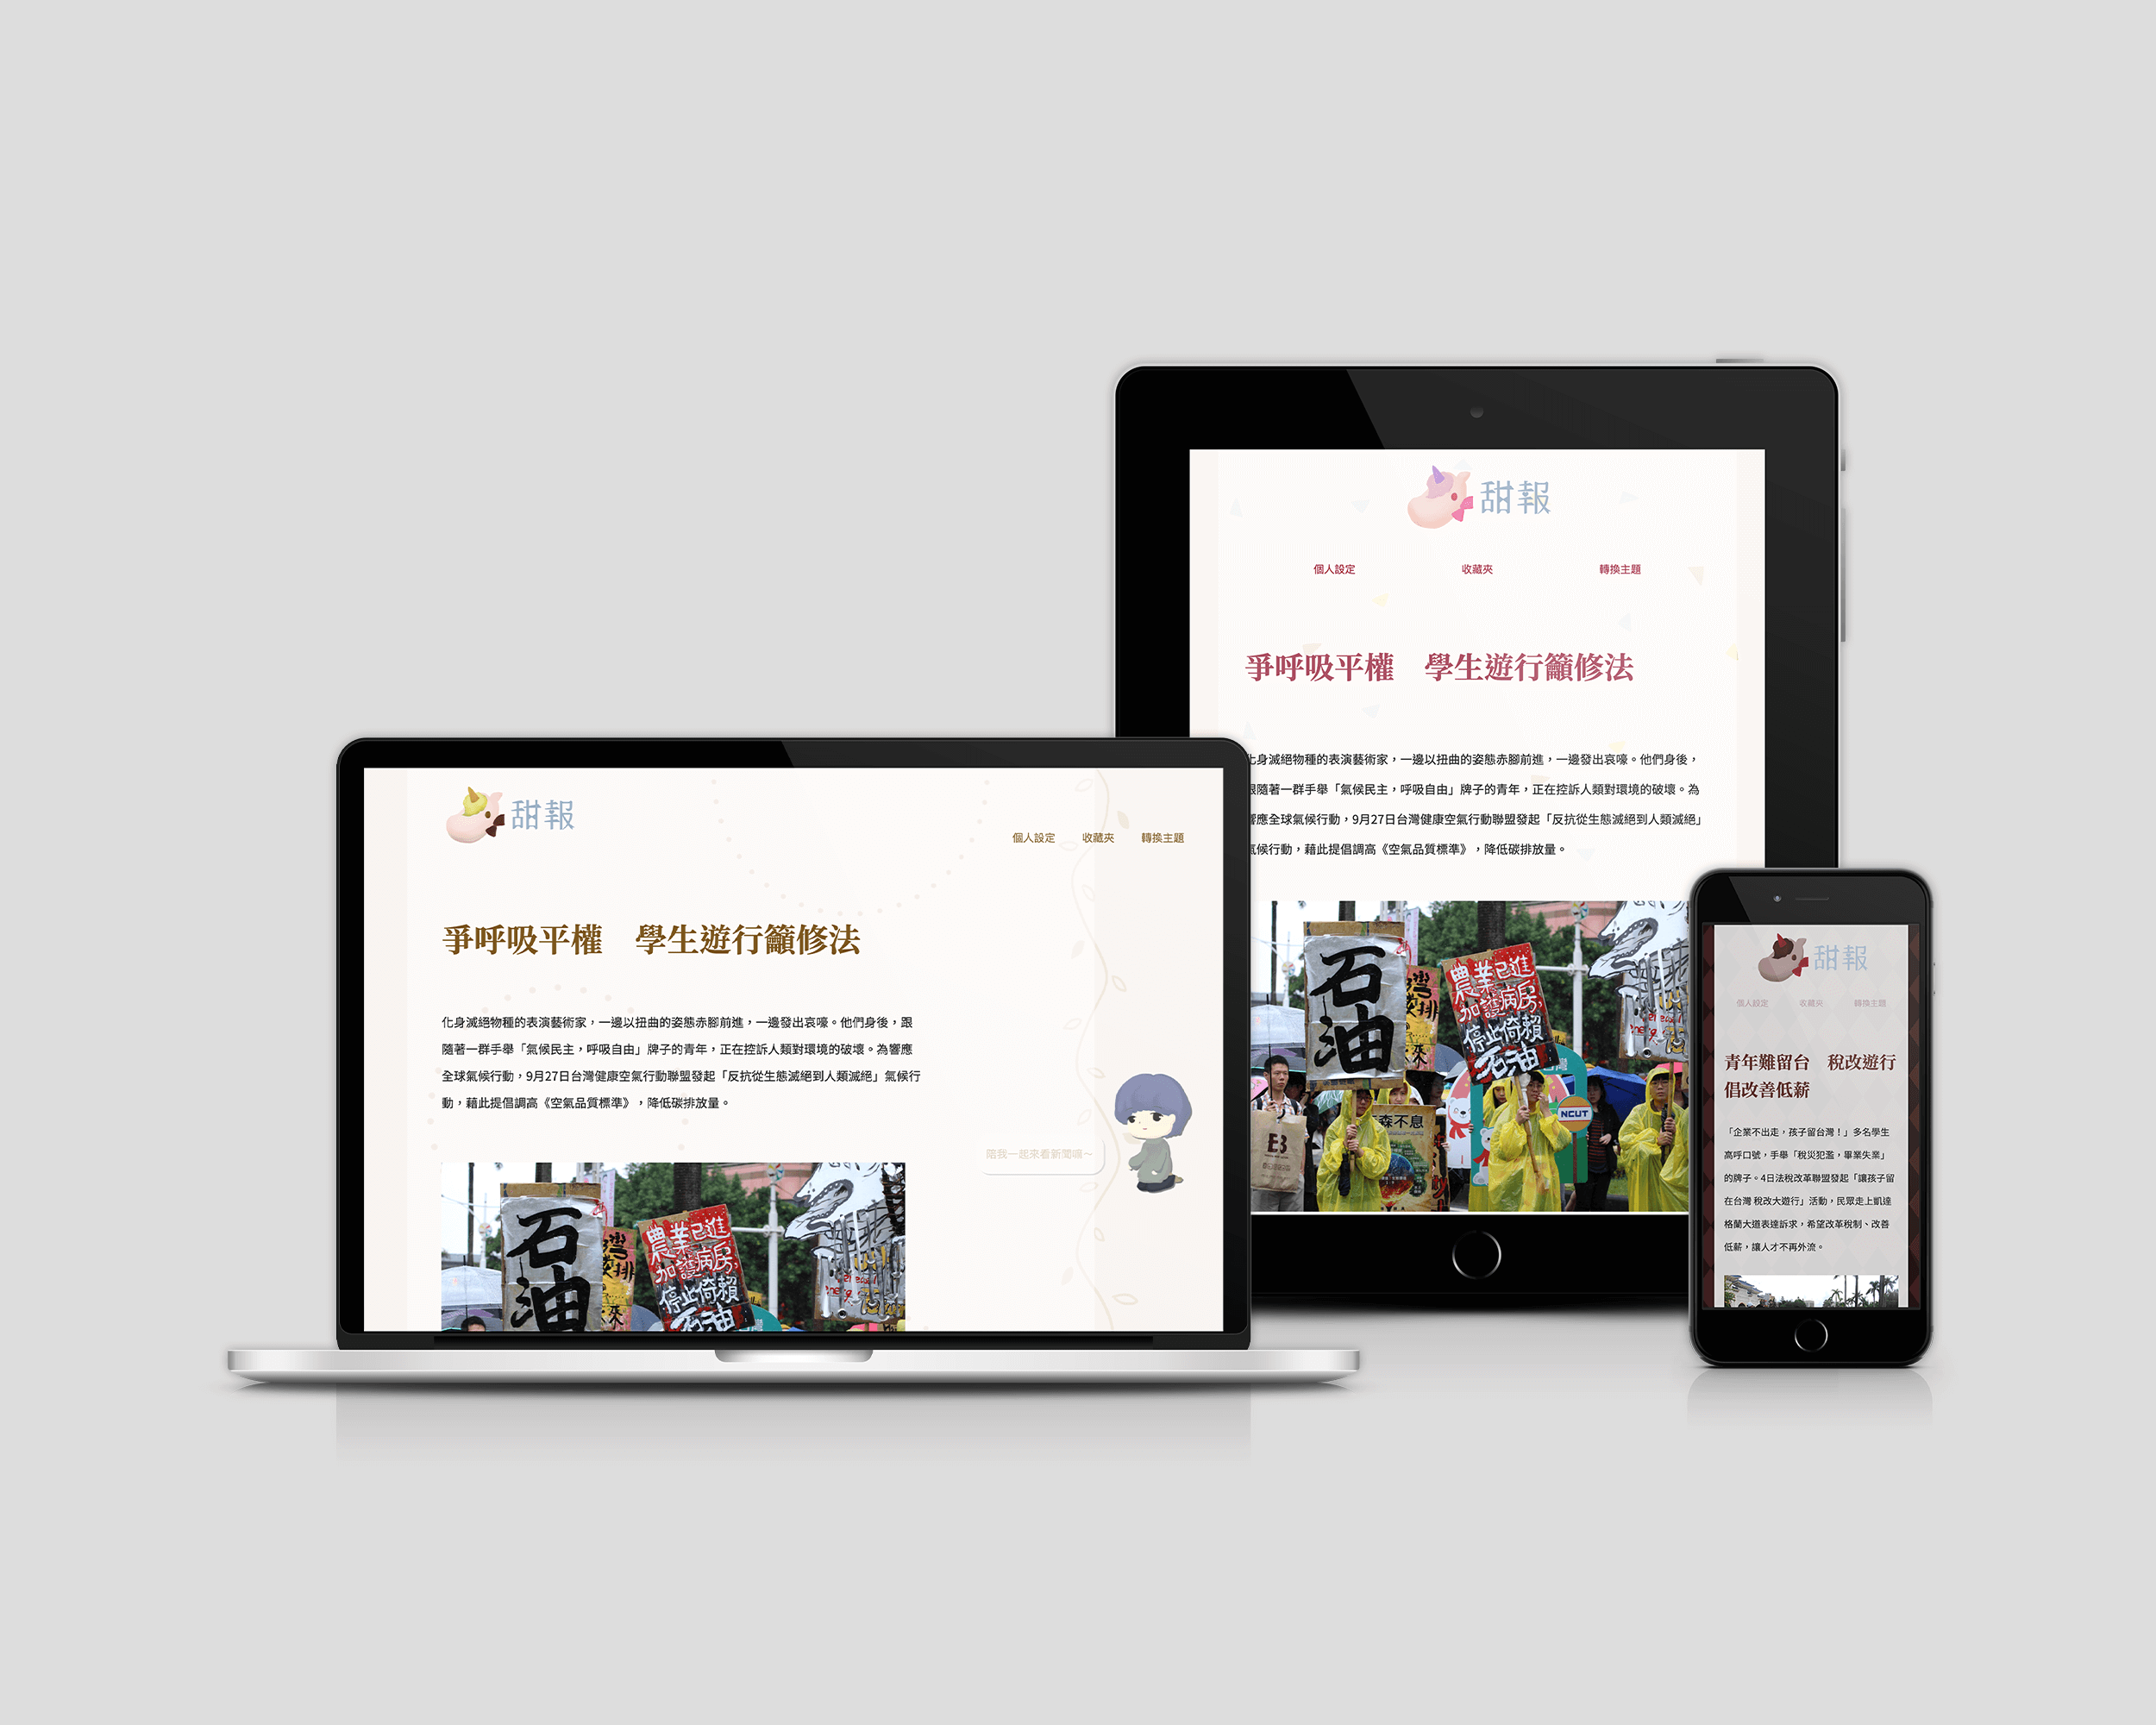 甜報
個人設定 收藏夾 轉換主題
爭呼吸平權　學生遊行籲修法
化身滅絕物種的表演藝術家，一邊以扭曲的姿態赤腳前進，一邊發出哀嚎。他們身後，跟
隨著一群手舉「氣候民主，呼吸自由」牌子的青年，正在控訴人類對環境的破壞。為響應
全球氣候行動，9月27日台灣健康空氣行動聯盟發起「反抗從生態滅絕到人類滅絕」氣候行
動，藉此提倡調高《空氣品質標準》，降低碳排放量。
陪我一起來看新聞嗎～
石
油
農業已進
加護病房,
停止倚賴
石油
甜報
個人設定 收藏夾 轉換主題
爭呼吸平權　學生遊行籲修法
化身滅絕物種的表演藝術家，一邊以扭曲的姿態赤腳前進，一邊發出哀嚎。他們身後，
跟隨著一群手舉「氣候民主，呼吸自由」牌子的青年，正在控訴人類對環境的破壞。為
響應全球氣候行動，9月27日台灣健康空氣行動聯盟發起「反抗從生態滅絕到人類滅絕」
氣候行動，藉此提倡調高《空氣品質標準》，降低碳排放量。
石
油
農業已進
加護病房,
停止倚賴
石油
森不息
NCUT
甜報
個人設定 收藏夾 轉換主題
青年難留台　稅改遊行
倡改善低薪
「企業不出走，孩子留台灣！」多名學生
高呼口號，手舉「稅災犯濫，畢業失業」
的牌子。4日法稅改革聯盟發起「讓孩子留
在台灣 稅改大遊行」活動，民眾走上凱達
格蘭大道表達訴求，希望改革稅制、改善
低薪，讓人才不再外流。